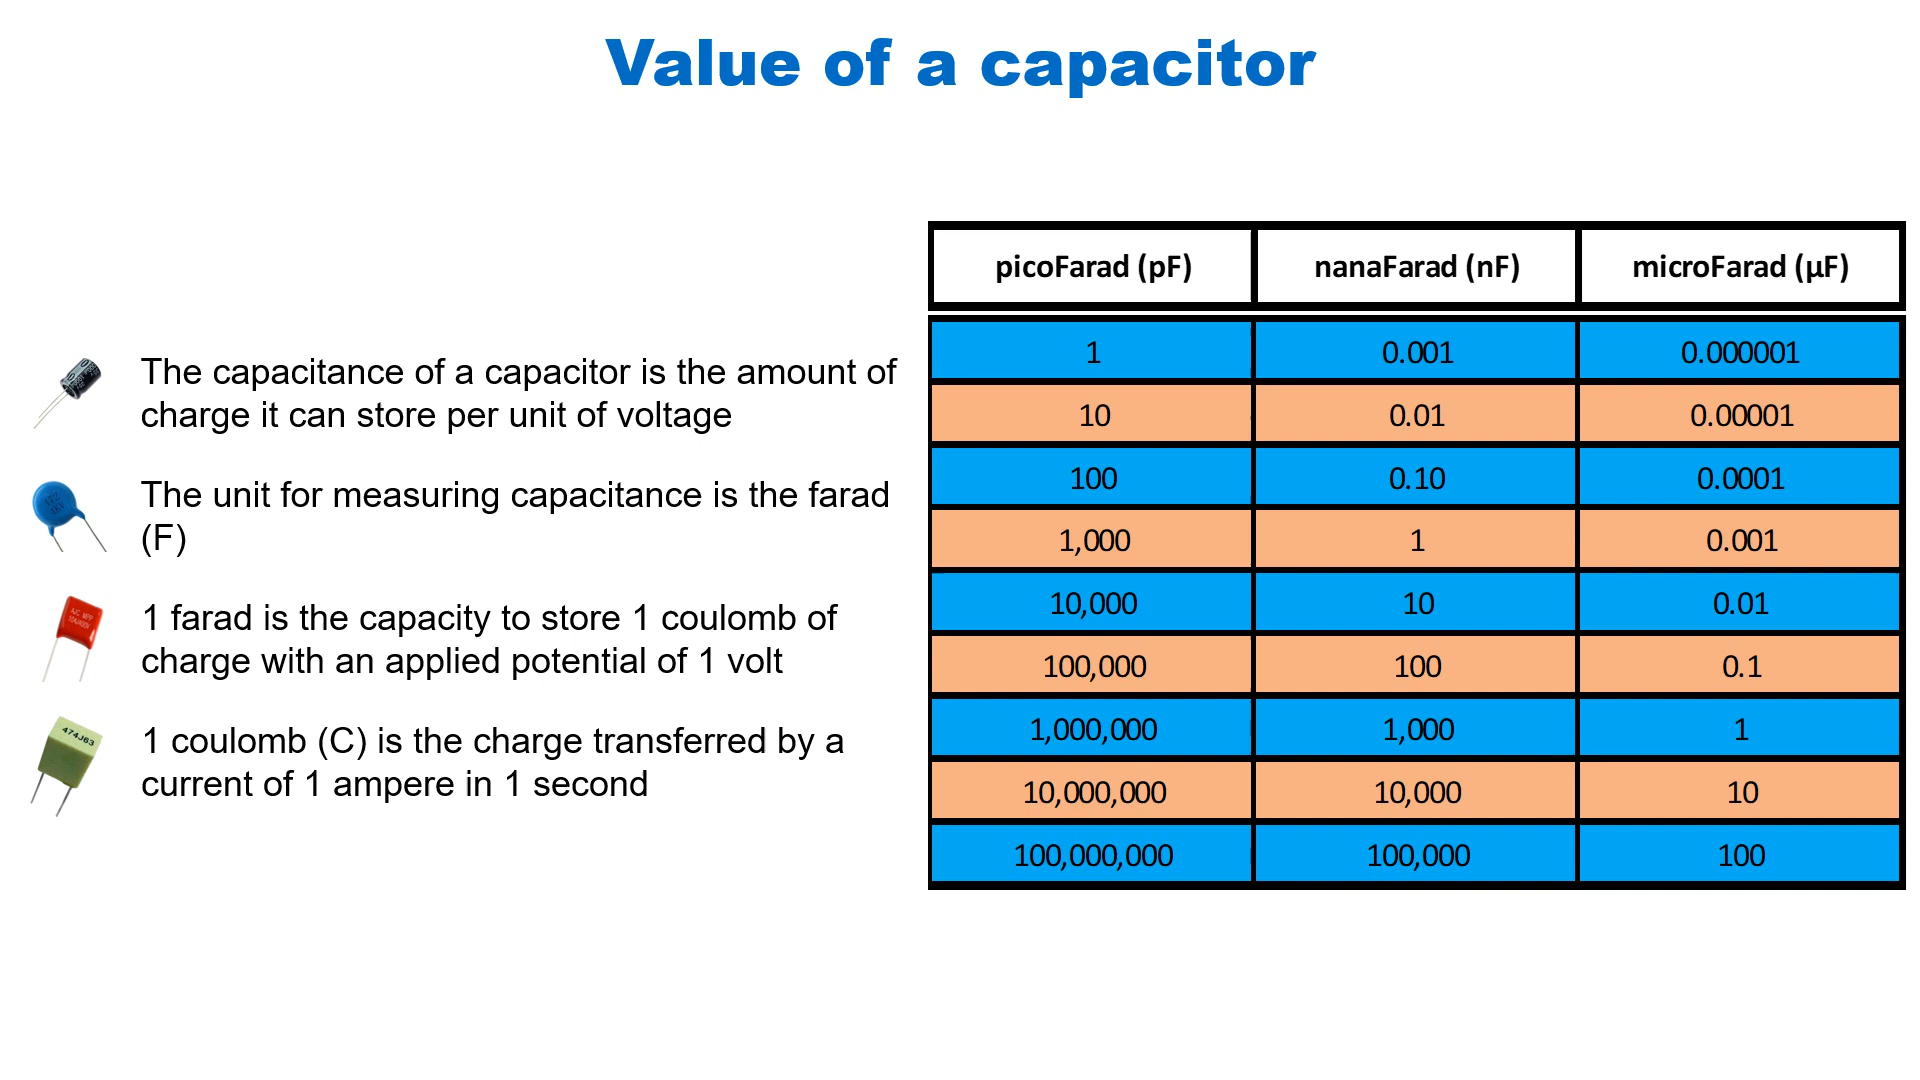 Value of a capacitor
The capacitance of a capacitor is the amount of
charge it can store per unit of voltage
The unit for measuring capacitance is the farad
(F)
1 farad is the capacity to store 1 coulomb of
charge with an applied potential of 1 volt
1 coulomb (C) is the charge transferred by a
current of 1 ampere in 1 second
474J63
picoFarad (pF) nanaFarad (nF) microFarad (µF)
1 0.001 0.000001
10 0.01 0.00001
100 0.10 0.0001
1,000 1 0.001
10,000 10 0.01
100,000 100 0.1
1,000,000 1,000 1
10,000,000 10,000 10
100,000,000 100,000 100